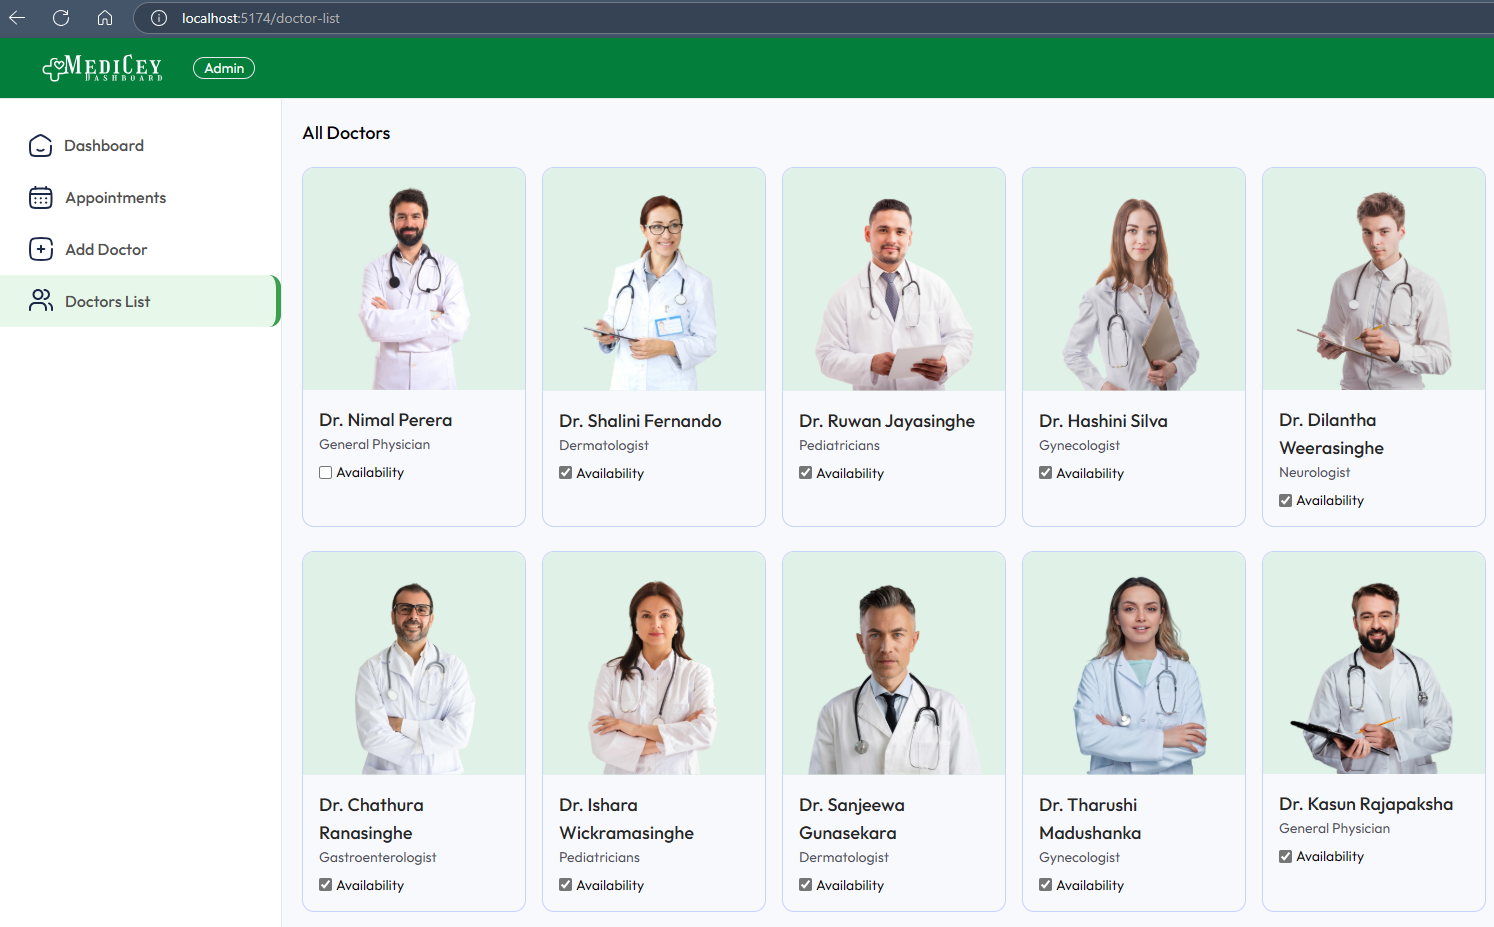 localhost:5174/doctor-list
MediCey
DASHBOARD
Admin
Dashboard
Appointments
Add Doctor
Doctors List
All Doctors
Dr. Nimal Perera
General Physician
Availability
Dr. Shalini Fernando
Dermatologist
Availability
Dr. Ruwan Jayasinghe
Pediatricians
Availability
Dr. Hashini Silva
Gynecologist
Availability
Dr. Dilantha
Weerasinghe
Neurologist
Availability
Dr. Chathura
Ranasinghe
Gastroenterologist
Availability
Dr. Ishara
Wickramasinghe
Pediatricians
Availability
Dr. Sanjeewa
Gunasekara
Dermatologist
Availability
Dr. Tharushi
Madushanka
Gynecologist
Availability
Dr. Kasun Rajapaksha
General Physician
Availability